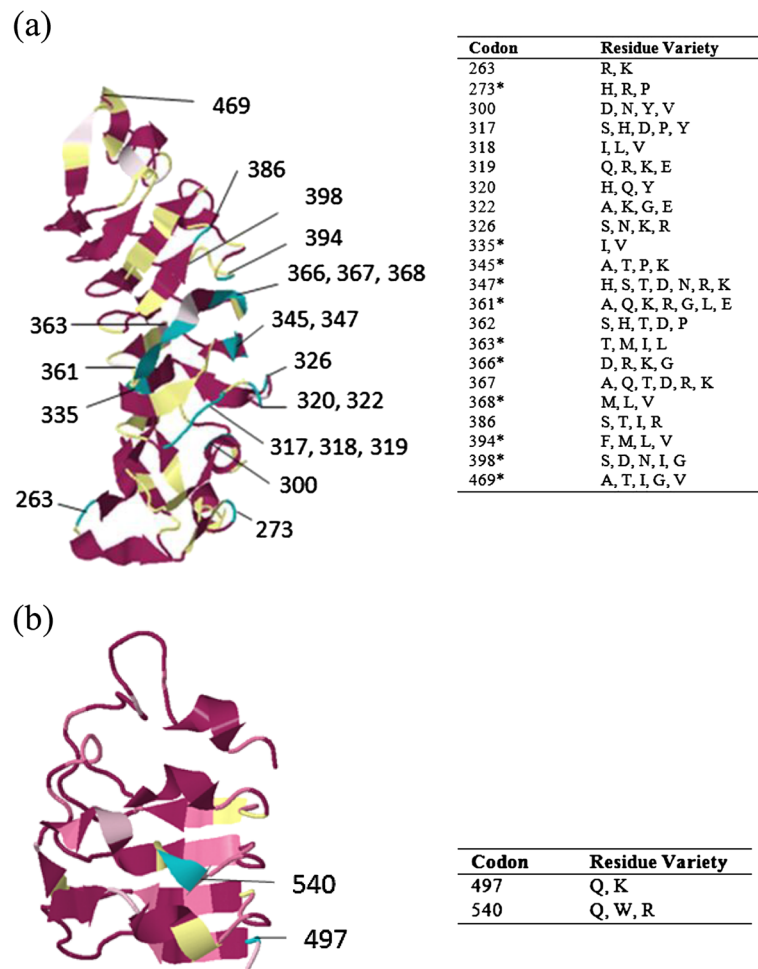 (a)
469
386
398
394
366, 367, 368
363
345, 347
361
326
335
320, 322
317, 318, 319
300
263
273
Codon Residue Variety
263 R, K
273* H, R, P
300 D, N, Y, V
317 S, H, D, P, Y
318 I, L, V
319 Q, R, K, E
320 H, Q, Y
322 A, K, G, E
326 S, N, K, R
335* I, V
345* A, T, P, K
347* H, S, T, D, N, R, K
361* A, Q, K, R, G, L, E
362 S, H, T, D, P
363* T, M, I, L
366* D, R, K, G
367 A, Q, T, D, R, K
368* M, L, V
386 S, T, I, R
394* F, M, L, V
398* S, D, N, I, G
469* A, T, I, G, V
(b)
540
497
Codon Residue Variety
497 Q, K
540 Q, W, R